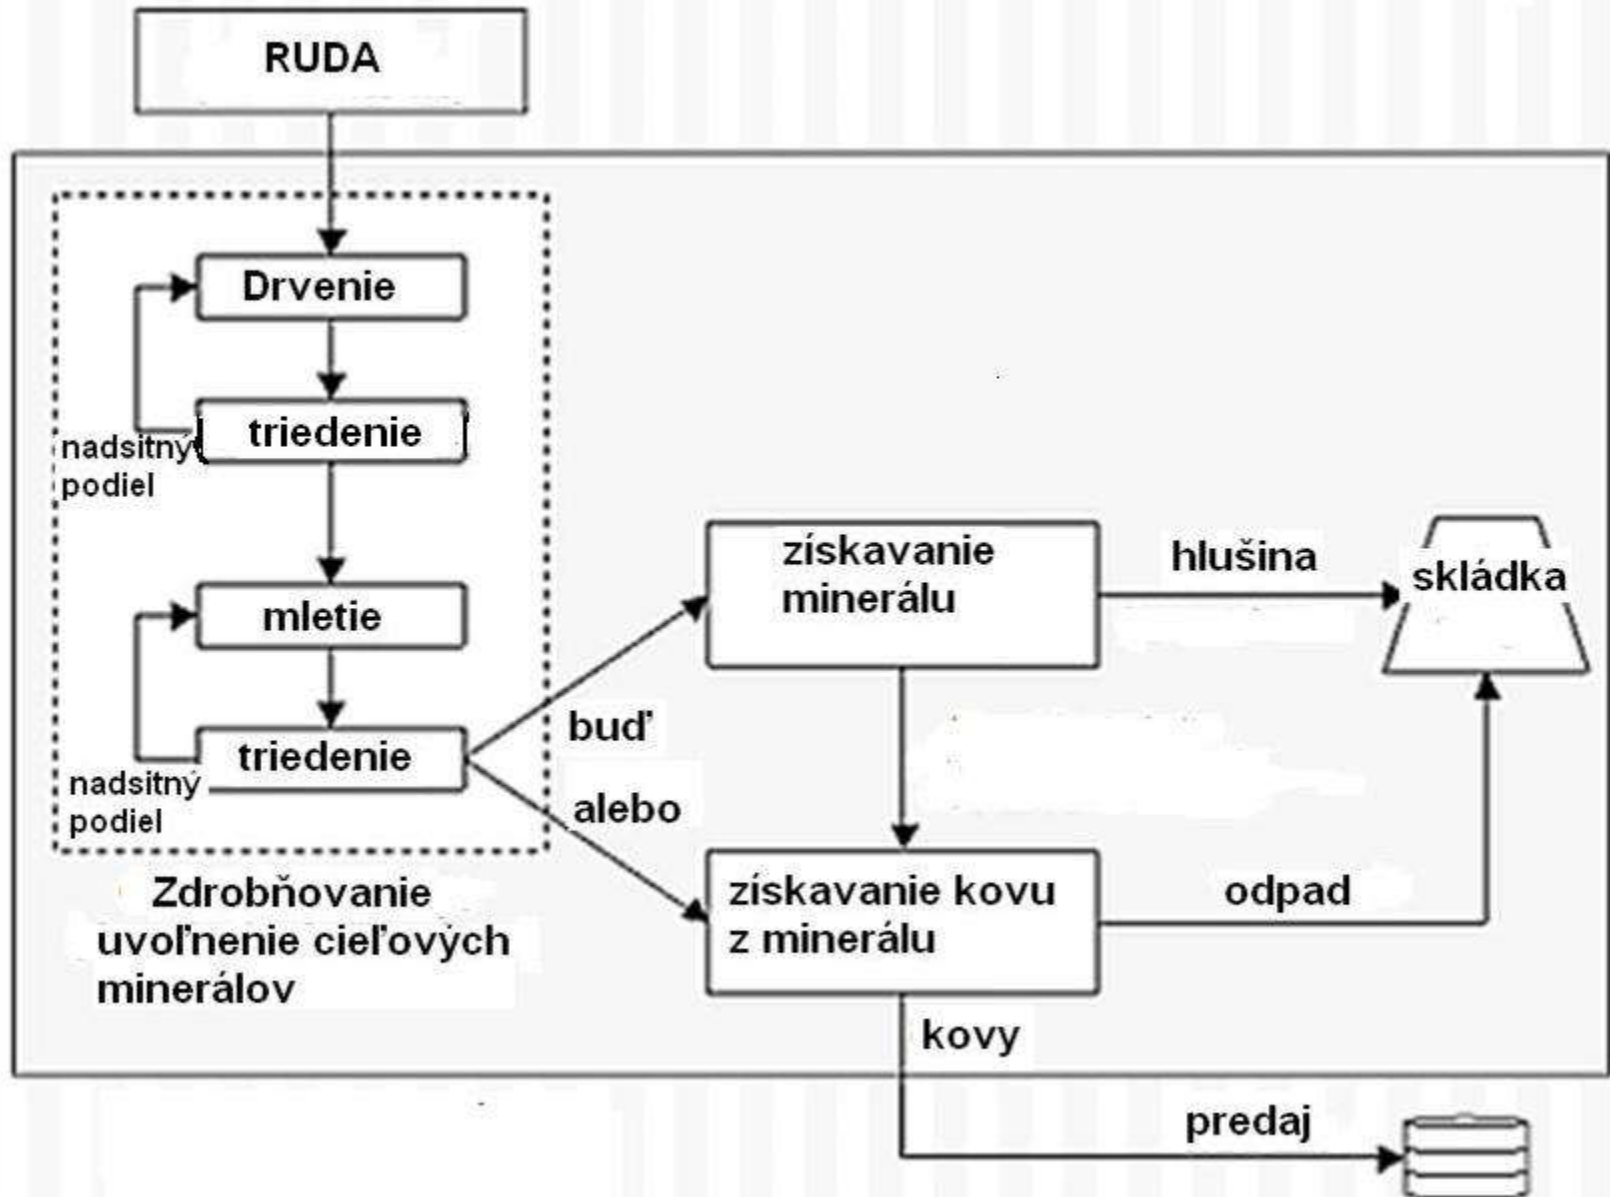 RUDA
Drvenie
triedenie
nadsitný
podiel
mletie
triedenie
nadsitný
podiel
Zdrobňovanie
uvoľnenie cieľových
minerálov
buď
alebo
získavanie
minerálu
hlušina
skládka
získavanie kovu
z minerálu
odpad
kovy
predaj